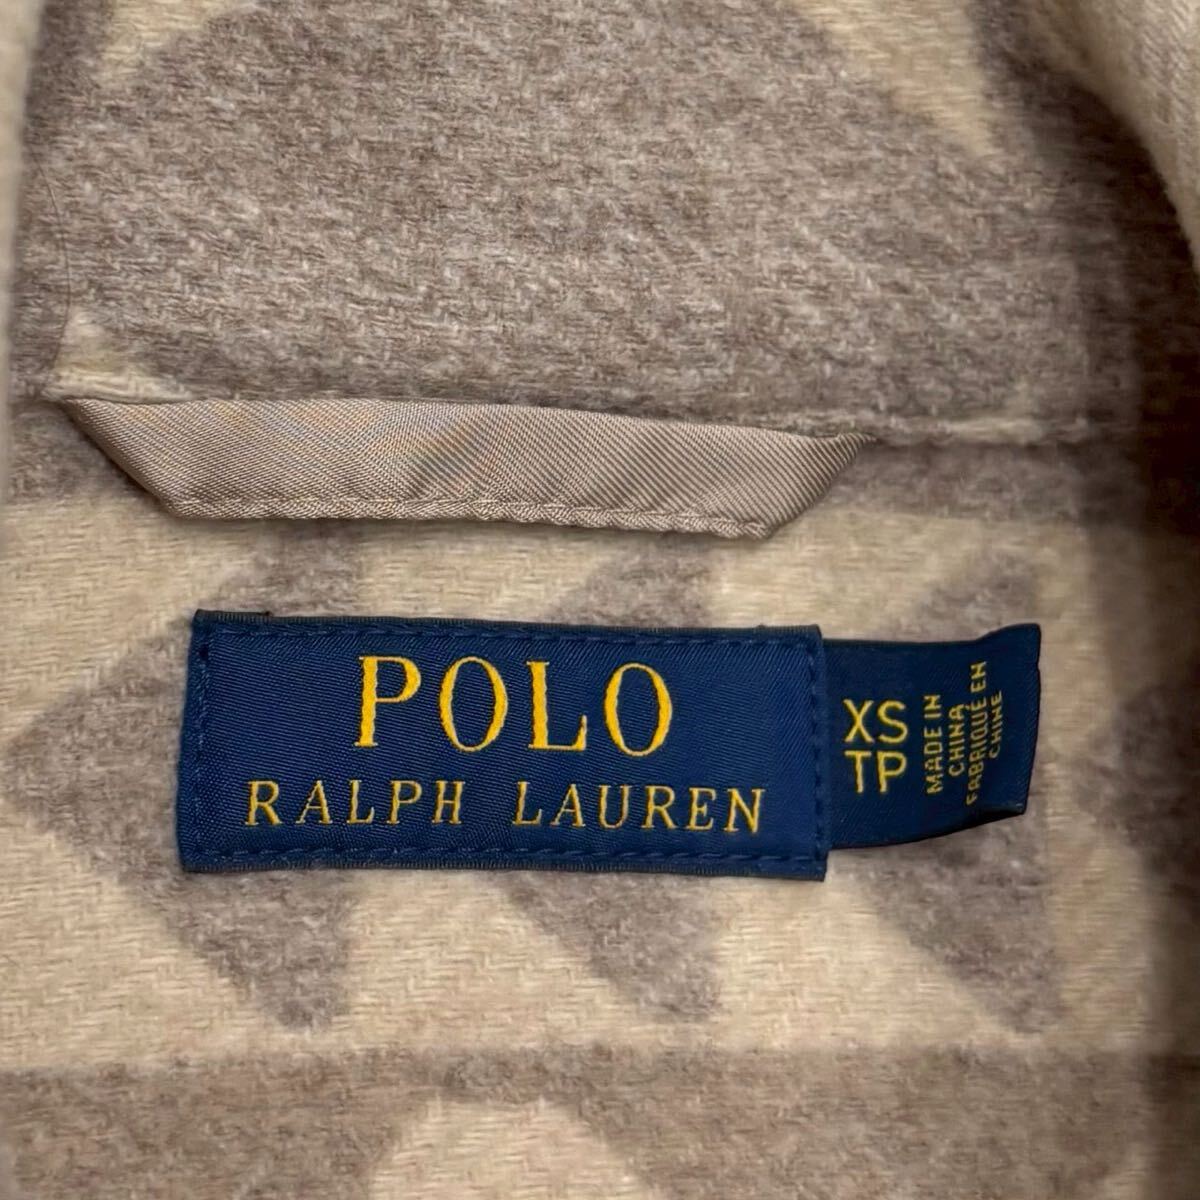 POLO
RALPH LAUREN
XS
TP
MADE IN
CHINA
FABRIQUÉ EN
CHINE